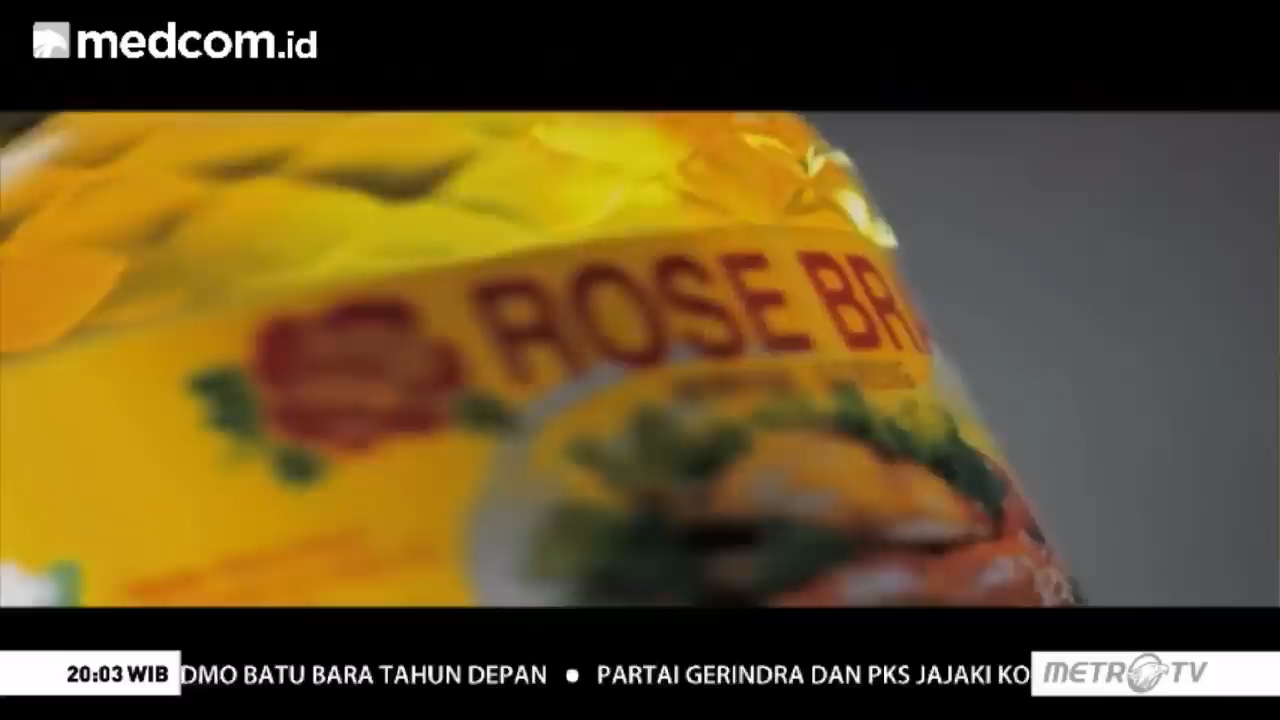 medcom.id
ROSE BR
20:03 WIB
DMO BATU BARA TAHUN DEPAN • PARTAI GERINDRA DAN PKS JAJAKI KO
METRO TV